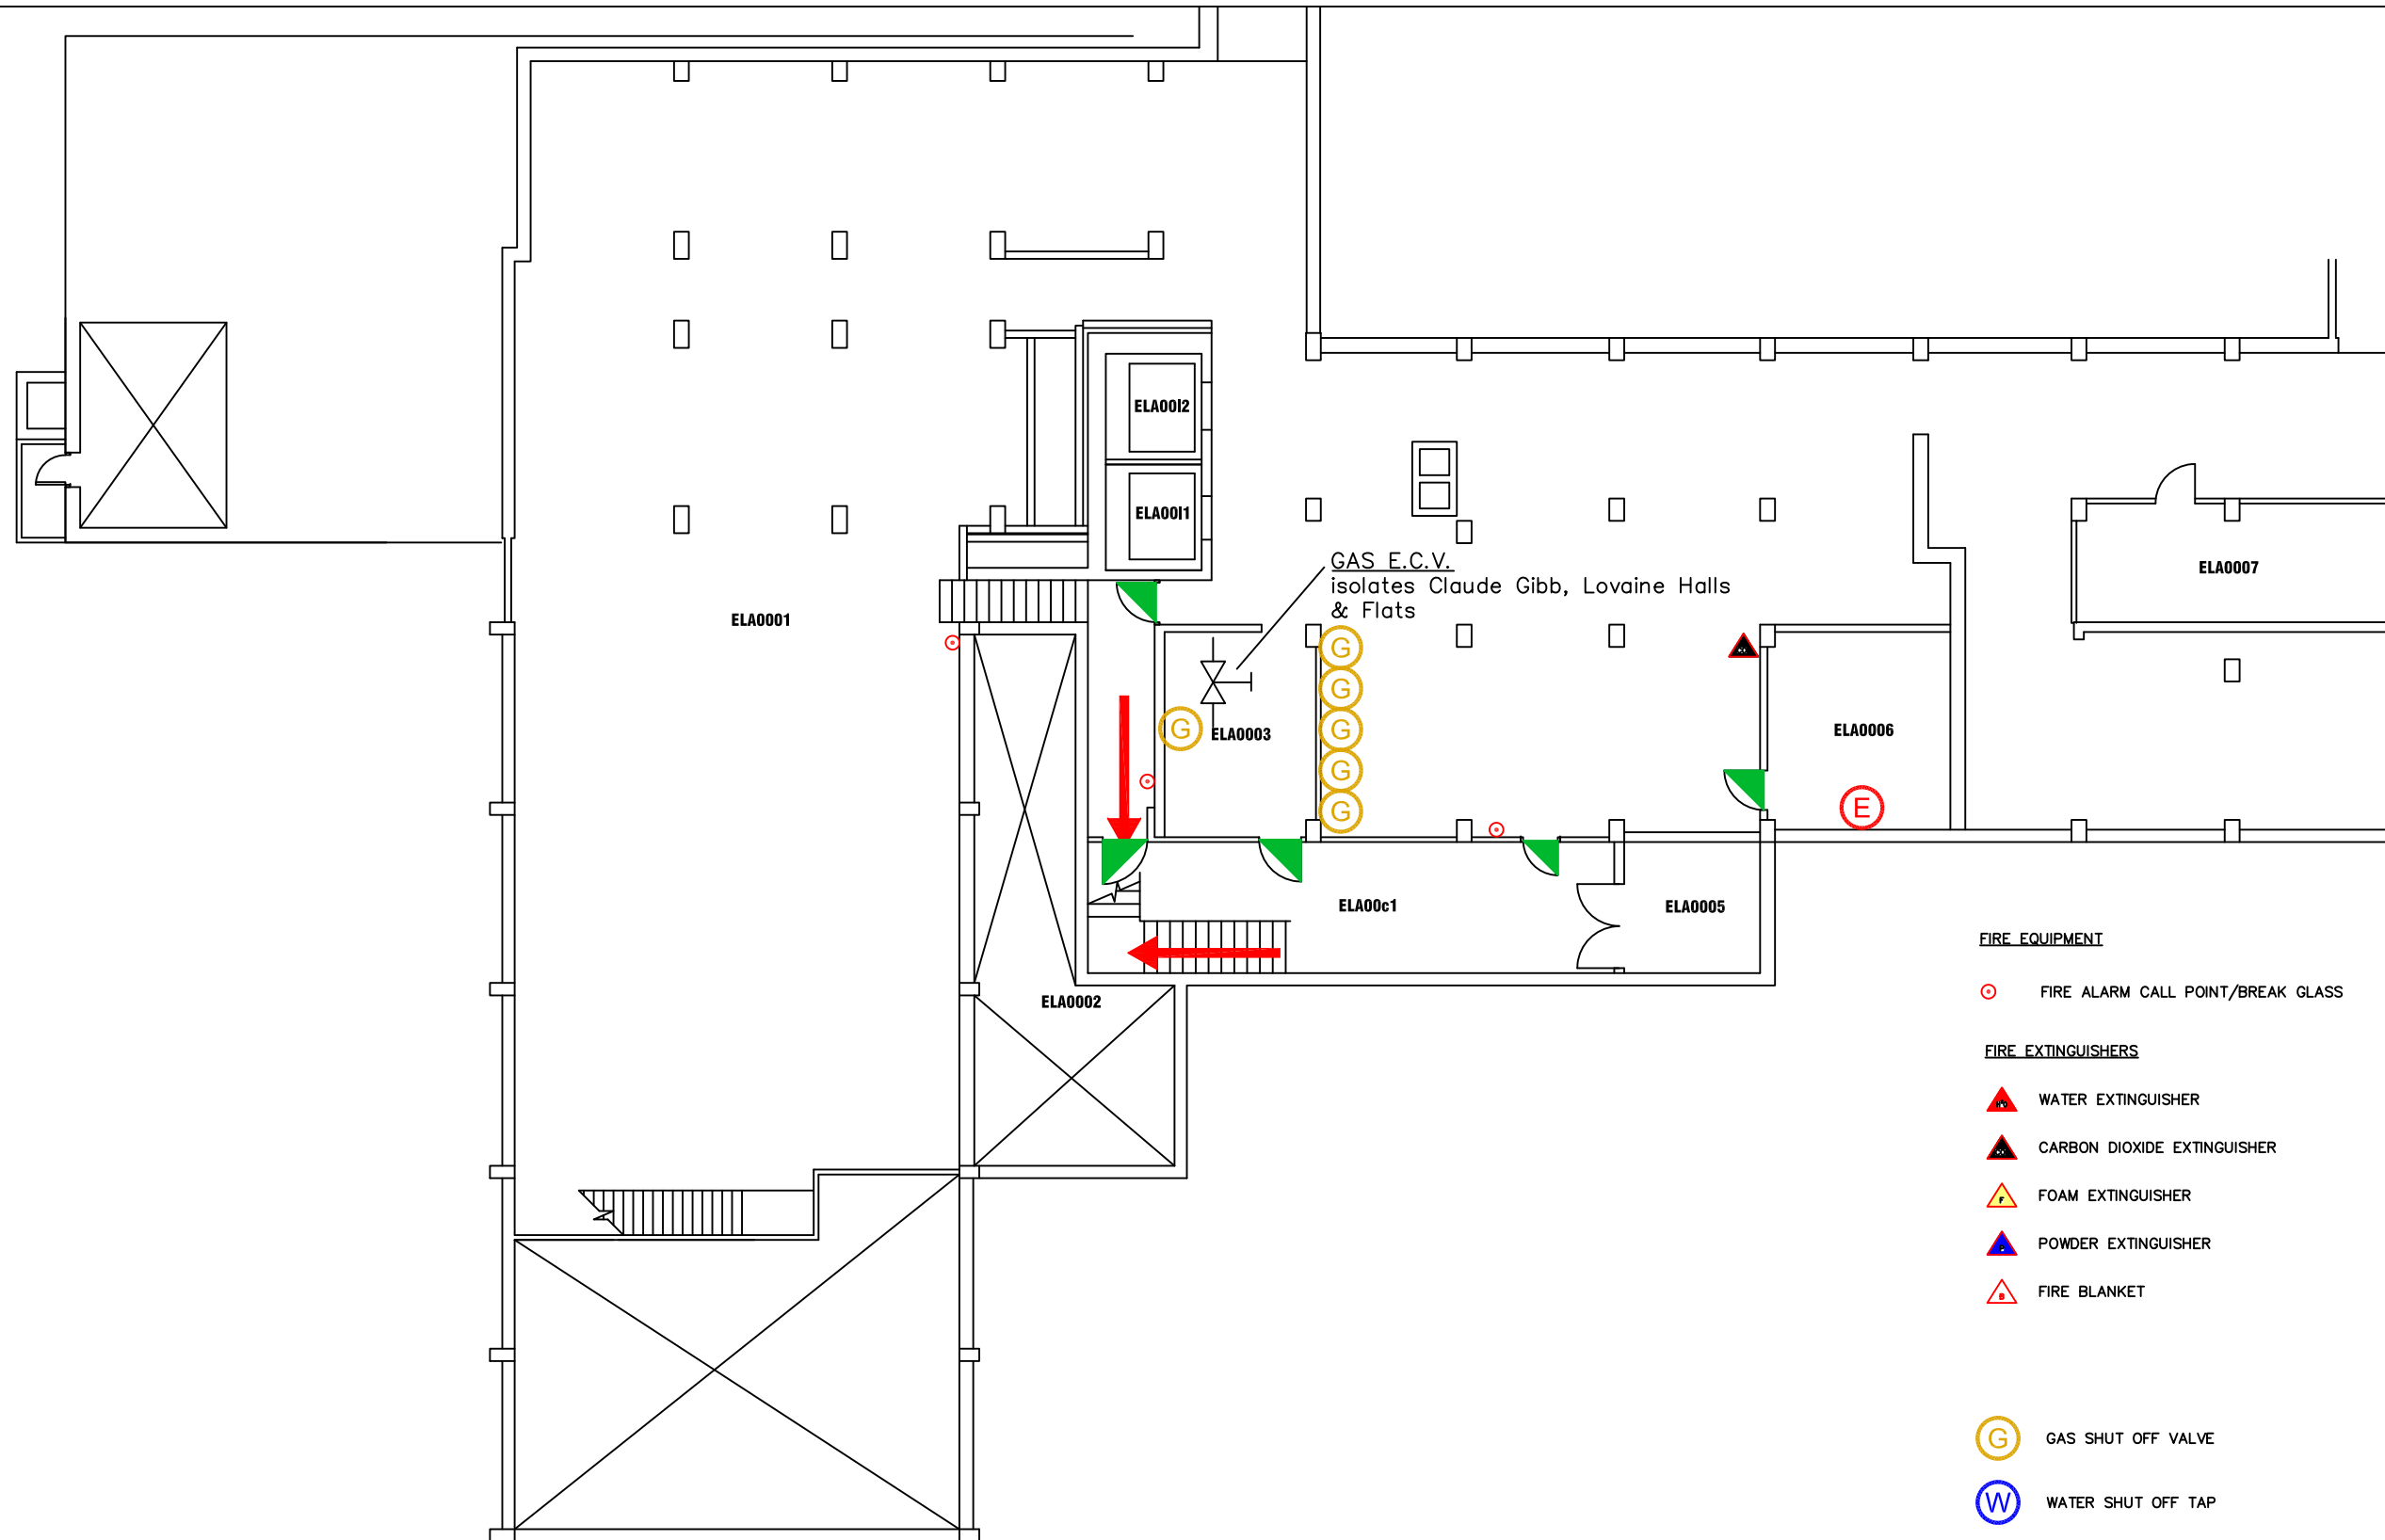 ELA00l2
ELA00l1
GAS E.C.V.
isolates Claude Gibb, Lovaine Halls
& Flats
ELA0007
ELA0001
G
G
G
G
G
G
ELA0003
ELA0006
E
ELA00c1
ELA0005
ELA0002
FIRE EQUIPMENT
FIRE ALARM CALL POINT/BREAK GLASS
FIRE EXTINGUISHERS
WATER EXTINGUISHER
CARBON DIOXIDE EXTINGUISHER
F
FOAM EXTINGUISHER
POWDER EXTINGUISHER
B
FIRE BLANKET
G
GAS SHUT OFF VALVE
W
WATER SHUT OFF TAP